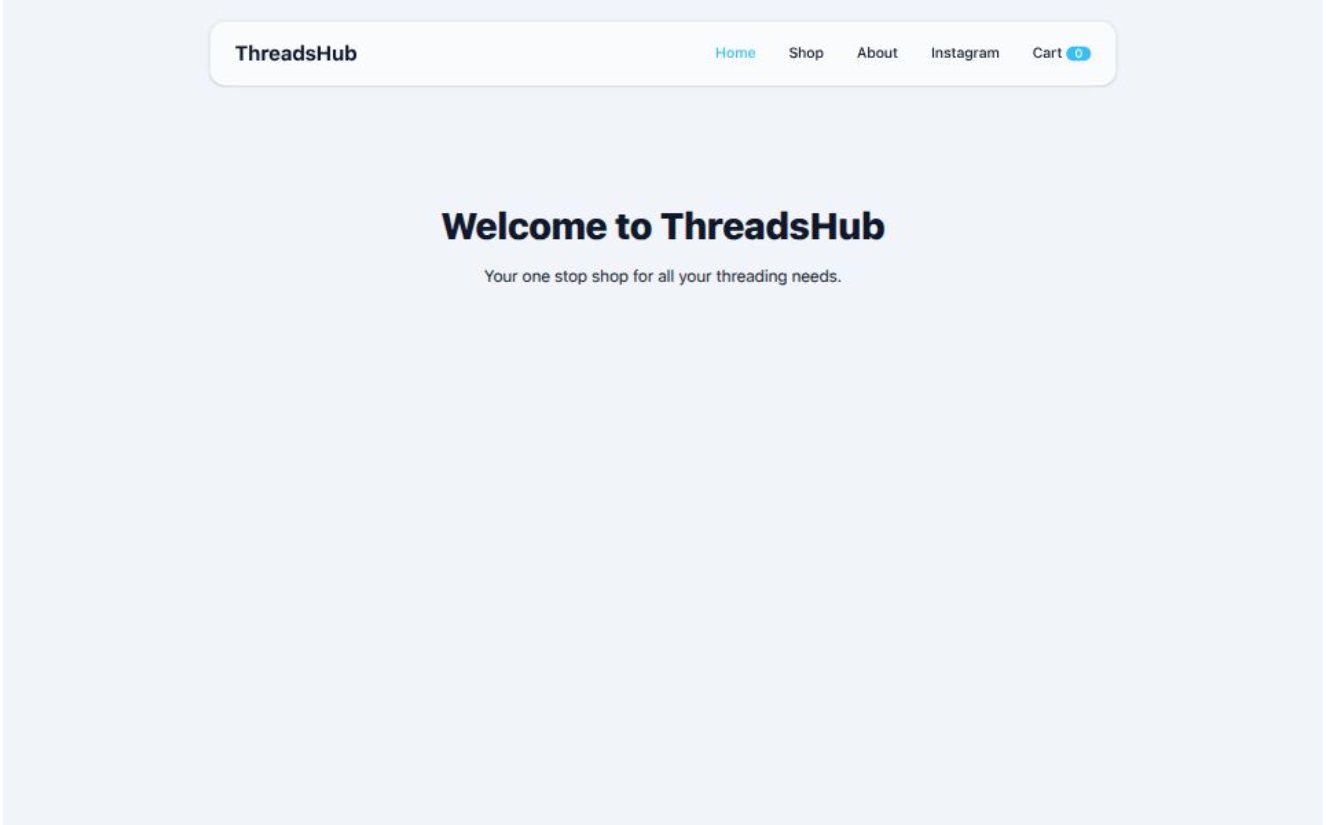 ThreadsHub Home Shop About Instagram Cart 0
Welcome to ThreadsHub
Your one stop shop for all your threading needs.